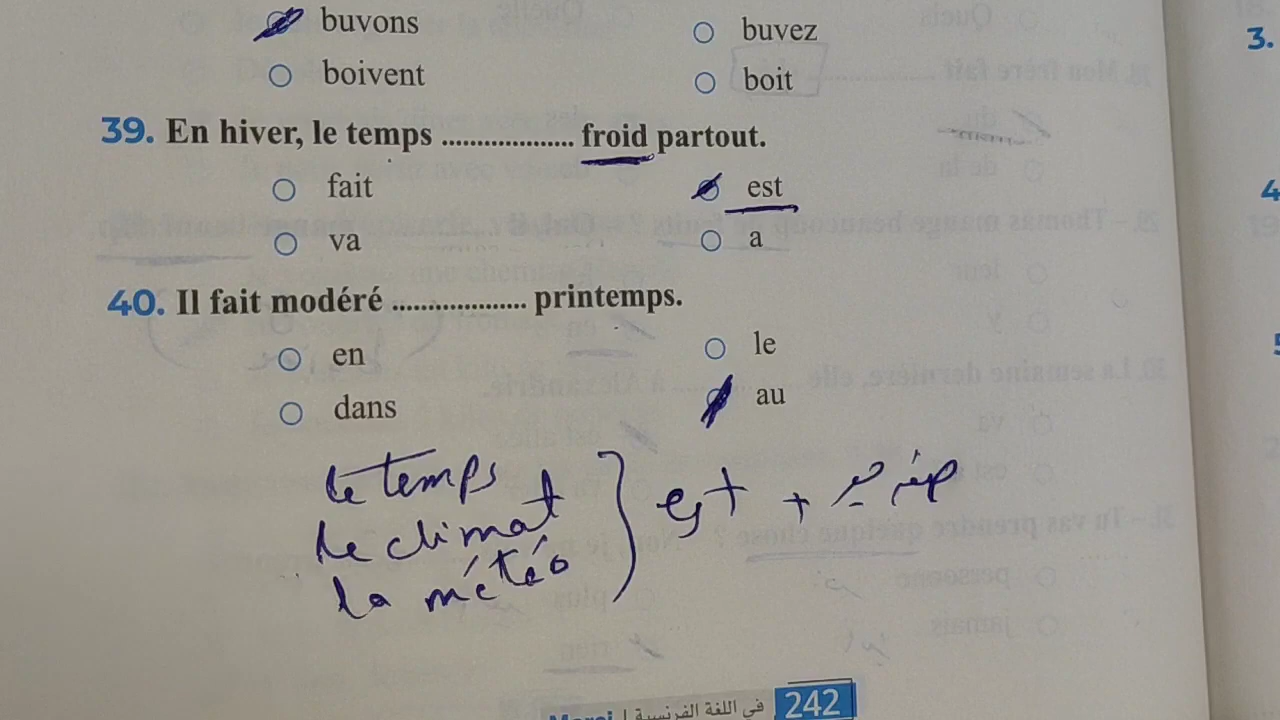 buvons buvez
boivent boit
39. En hiver, le temps ................... froid partout.
fait est
va a
40. Il fait modéré ................... printemps.
en le
dans au
le temps
le climat
la météo
est +
في اللغة الفرنسية 242
3.
4